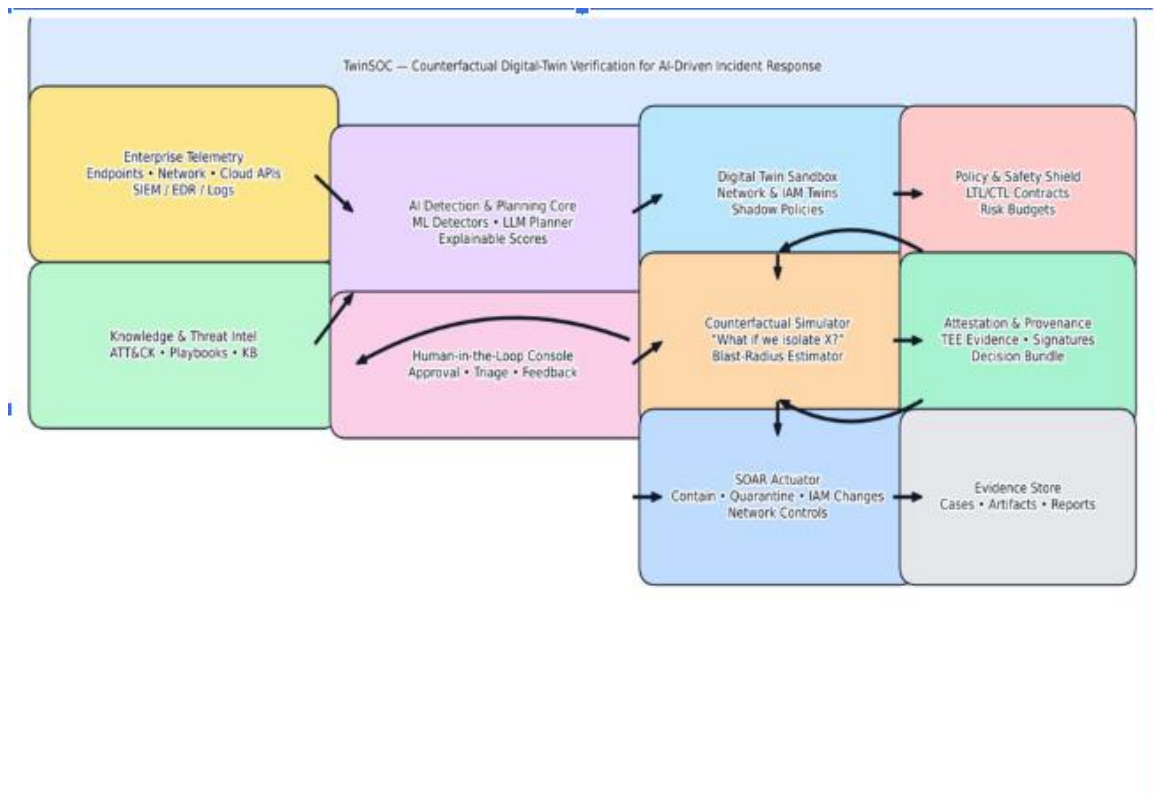 TwinSOC — Counterfactual Digital-Twin Verification for AI-Driven Incident Response
Enterprise Telemetry
Endpoints • Network • Cloud APIs
SIEM / EDR / Logs
AI Detection & Planning Core
ML Detectors • LLM Planner
Explainable Scores
Digital Twin Sandbox
Network & IAM Twins
Shadow Policies
Policy & Safety Shield
LTL/CTL Contracts
Risk Budgets
Knowledge & Threat Intel
ATT&CK • Playbooks • KB
Human-in-the-Loop Console
Approval • Triage • Feedback
Counterfactual Simulator
"What if we isolate X?"
Blast-Radius Estimator
Attestation & Provenance
TEE Evidence • Signatures
Decision Bundle
SOAR Actuator
Contain • Quarantine • IAM Changes
Network Controls
Evidence Store
Cases • Artifacts • Reports